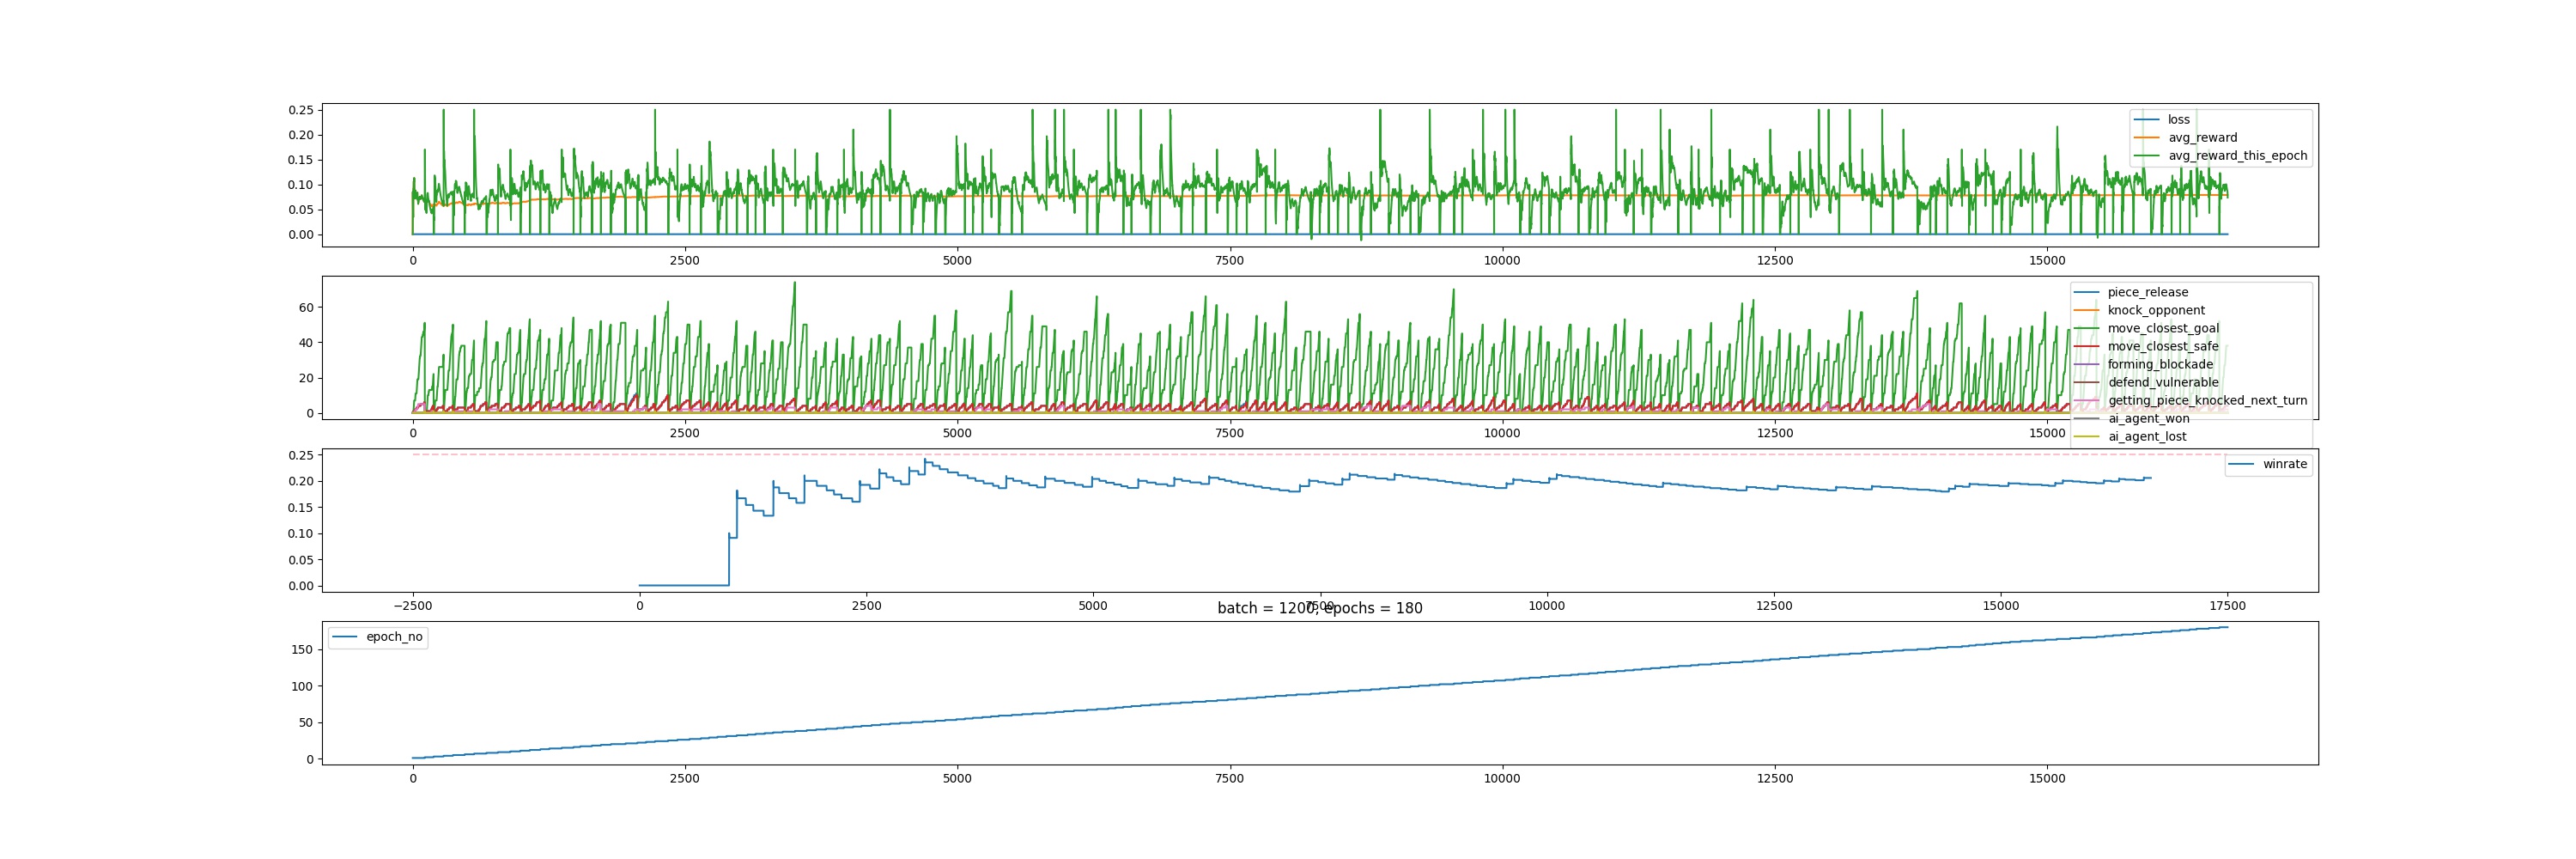 0.25
0.20
0.15
0.10
0.05
0.00
loss
avg_reward
avg_reward_this_epoch
0 2500 5000 7500 10000 12500 15000
60
40
20
0
piece_release
knock_opponent
move_closest_goal
move_closest_safe
forming_blockade
defend_vulnerable
getting_piece_knocked_next_turn
ai_agent_won
ai_agent_lost
0 2500 5000 7500 10000 12500 15000
0.25
0.20
0.15
0.10
0.05
0.00
winrate
−2500 0 2500 5000 7500 10000 12500 15000 17500
batch = 1200, epochs = 180
150
100
50
0
epoch_no
0 2500 5000 7500 10000 12500 15000